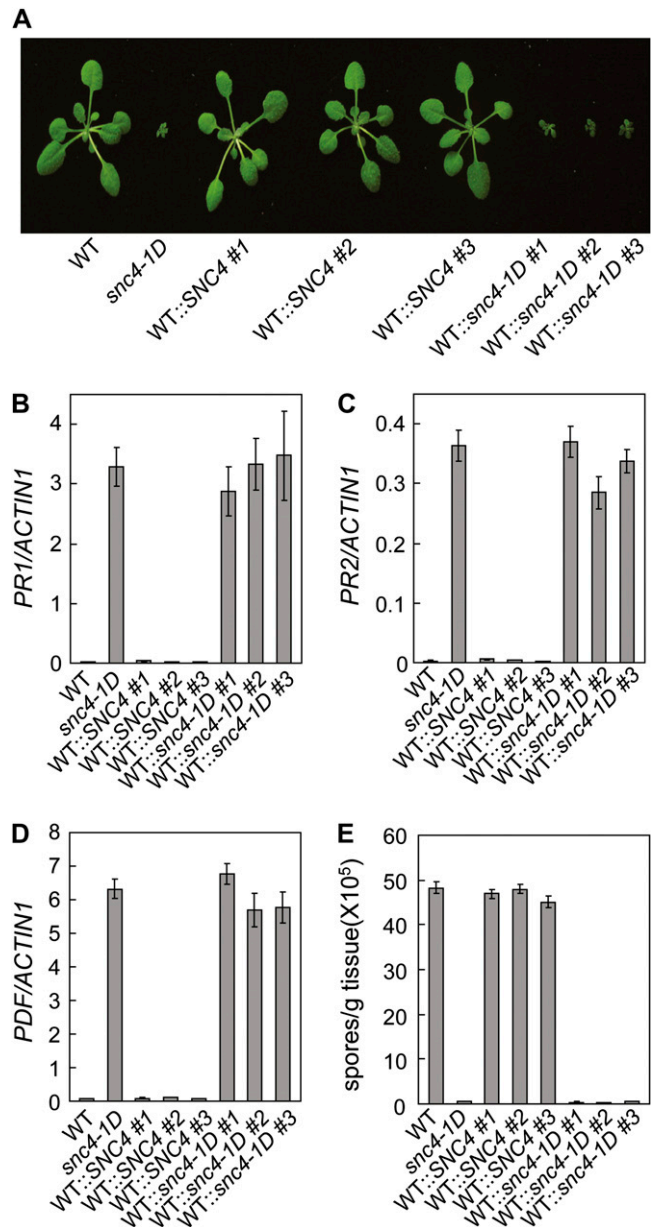 A
WT
snc4-1D
WT::SNC4 #1
WT::SNC4 #2
WT::SNC4 #3
WT::snc4-1D #1
WT::snc4-1D #2
WT::snc4-1D #3
B
PR1/ACTIN1
4
3
2
1
0
WT
snc4-1D
WT::SNC4 #1
WT::SNC4 #2
WT::SNC4 #3
WT::snc4-1D #1
WT::snc4-1D #2
WT::snc4-1D #3
C
PR2/ACTIN1
0.4
0.3
0.2
0.1
0
WT
snc4-1D
WT::SNC4 #1
WT::SNC4 #2
WT::SNC4 #3
WT::snc4-1D #1
WT::snc4-1D #2
WT::snc4-1D #3
D
PDF/ACTIN1
8
7
6
5
4
3
2
1
0
WT
snc4-1D
WT::SNC4 #1
WT::SNC4 #2
WT::SNC4 #3
WT::snc4-1D #1
WT::snc4-1D #2
WT::snc4-1D #3
E
spores/g tissue(X10⁵)
60
50
40
30
20
10
0
WT
snc4-1D
WT::SNC4 #1
WT::SNC4 #2
WT::SNC4 #3
WT::snc4-1D #1
WT::snc4-1D #2
WT::snc4-1D #3